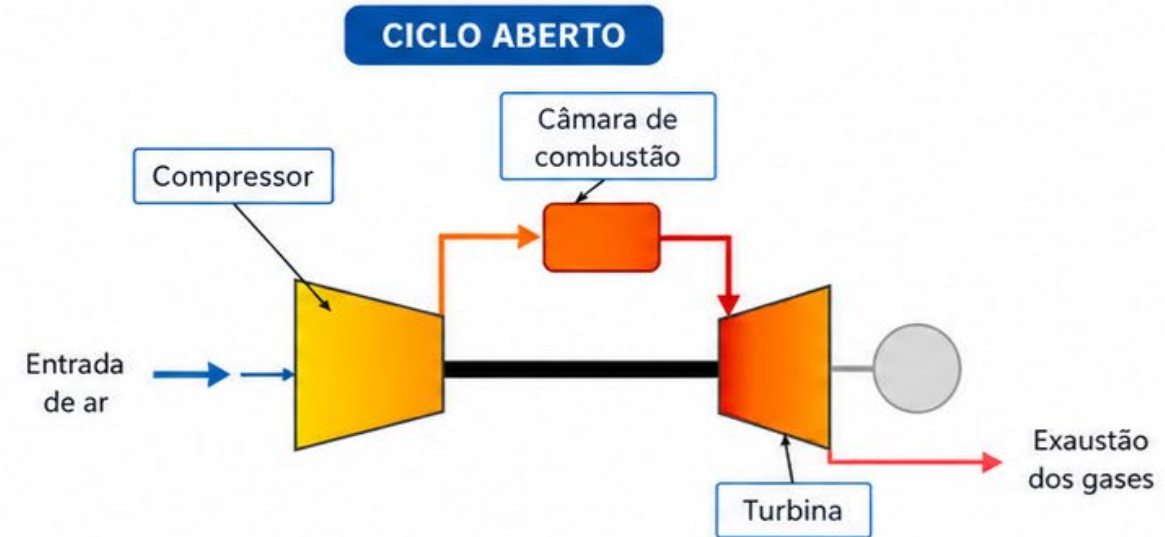 CICLO ABERTO
Câmara de
combustão
Compressor
Entrada
de ar
Exaustão
dos gases
Turbina